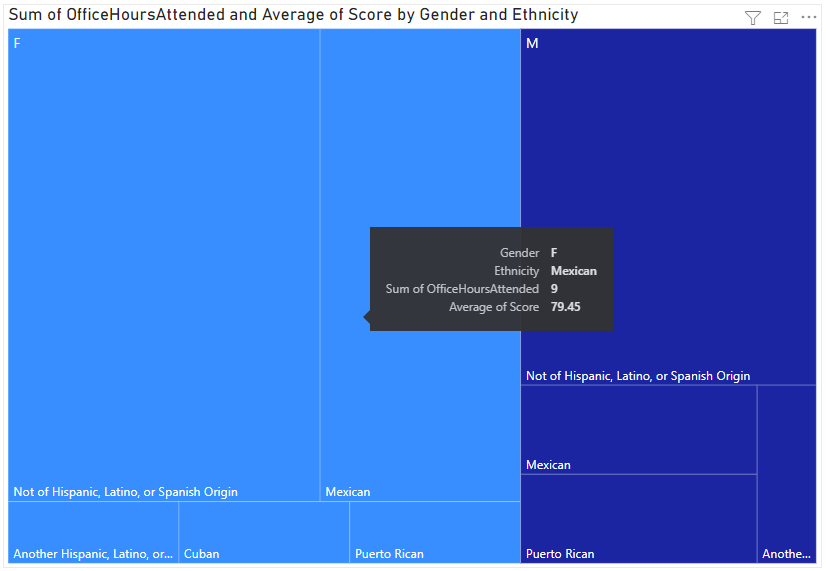 Sum of OfficeHoursAttended and Average of Score by Gender and Ethnicity
F
M
Gender F
Ethnicity Mexican
Sum of OfficeHoursAttended 9
Average of Score 79.45
Not of Hispanic, Latino, or Spanish Origin
Mexican
Not of Hispanic, Latino, or Spanish Origin
Mexican
Another Hispanic, Latino, or...
Cuban
Puerto Rican
Puerto Rican
Anothe...